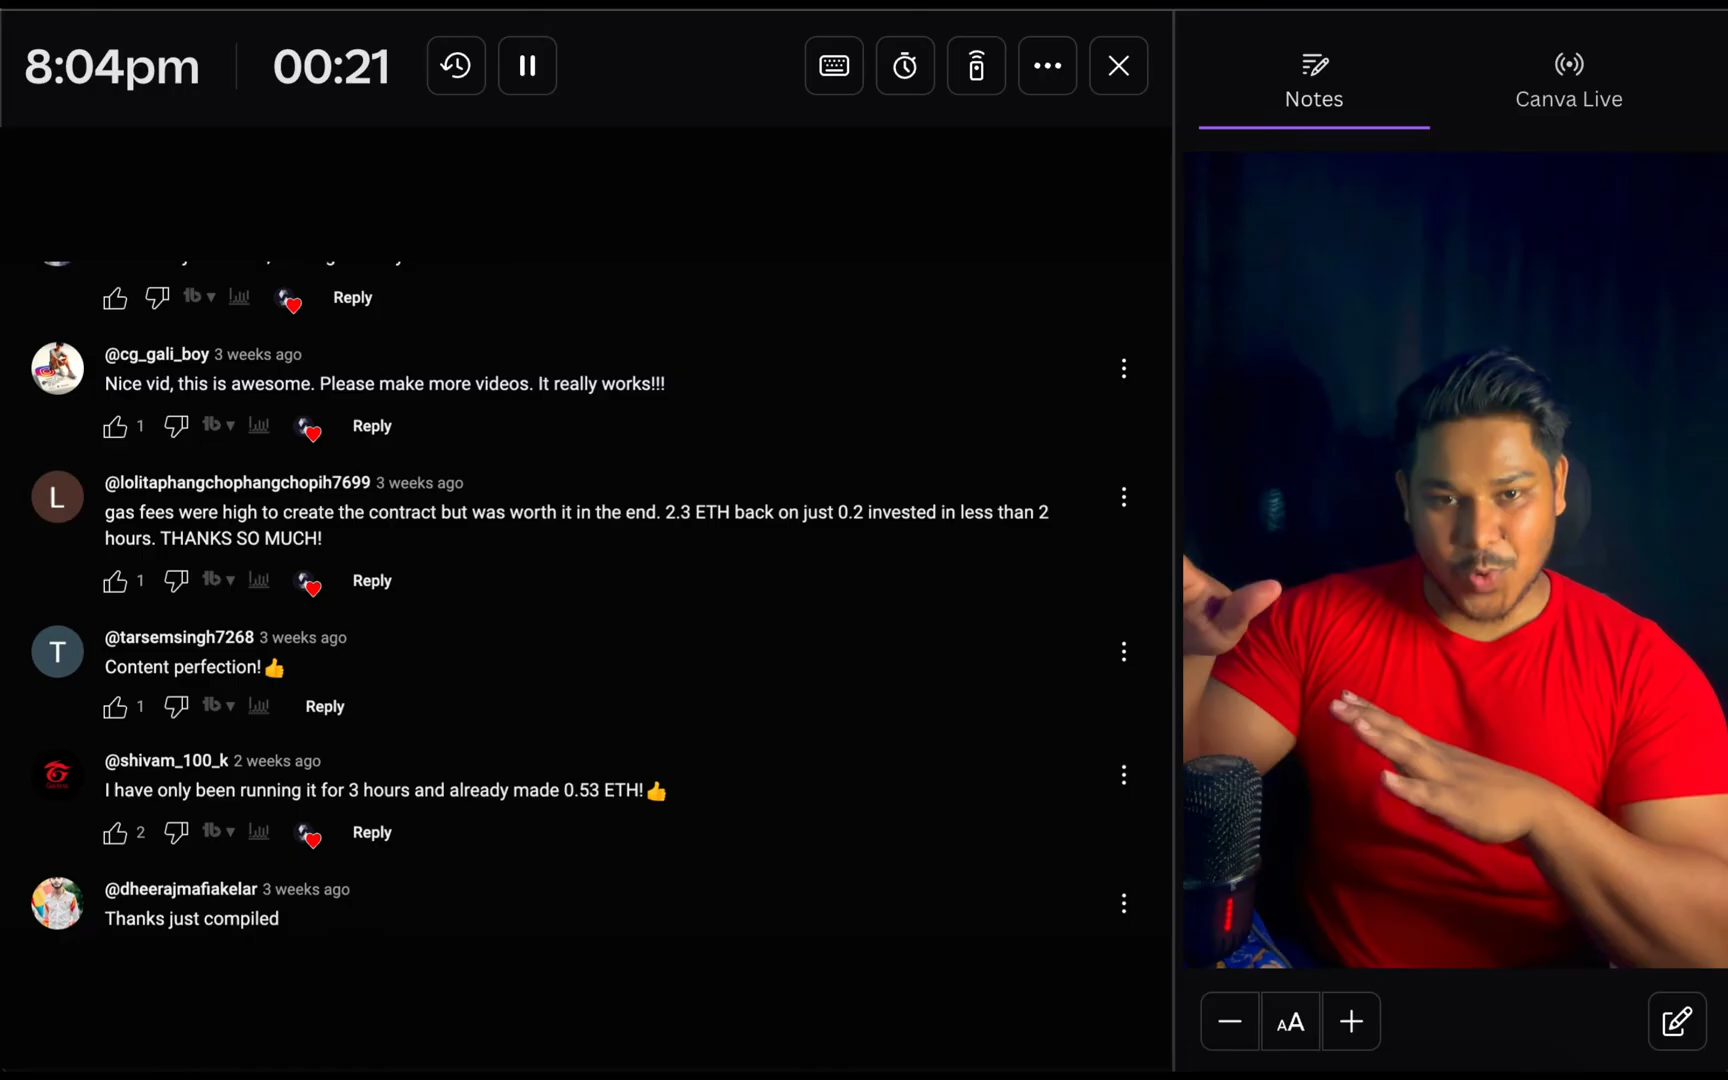 8:04pm
00:21
Notes
Canva Live
Reply
@cg_gali_boy 3 weeks ago
Nice vid, this is awesome. Please make more videos. It really works!!!
1
Reply
L
@lolitaphangchophangchopih7699 3 weeks ago
gas fees were high to create the contract but was worth it in the end. 2.3 ETH back on just 0.2 invested in less than 2
hours. THANKS SO MUCH!
1
Reply
T
@tarsemsingh7268 3 weeks ago
Content perfection!👍
1
Reply
@shivam_100_k 2 weeks ago
I have only been running it for 3 hours and already made 0.53 ETH!👍
2
Reply
@dheerajmafiakelar 3 weeks ago
Thanks just compiled
AA